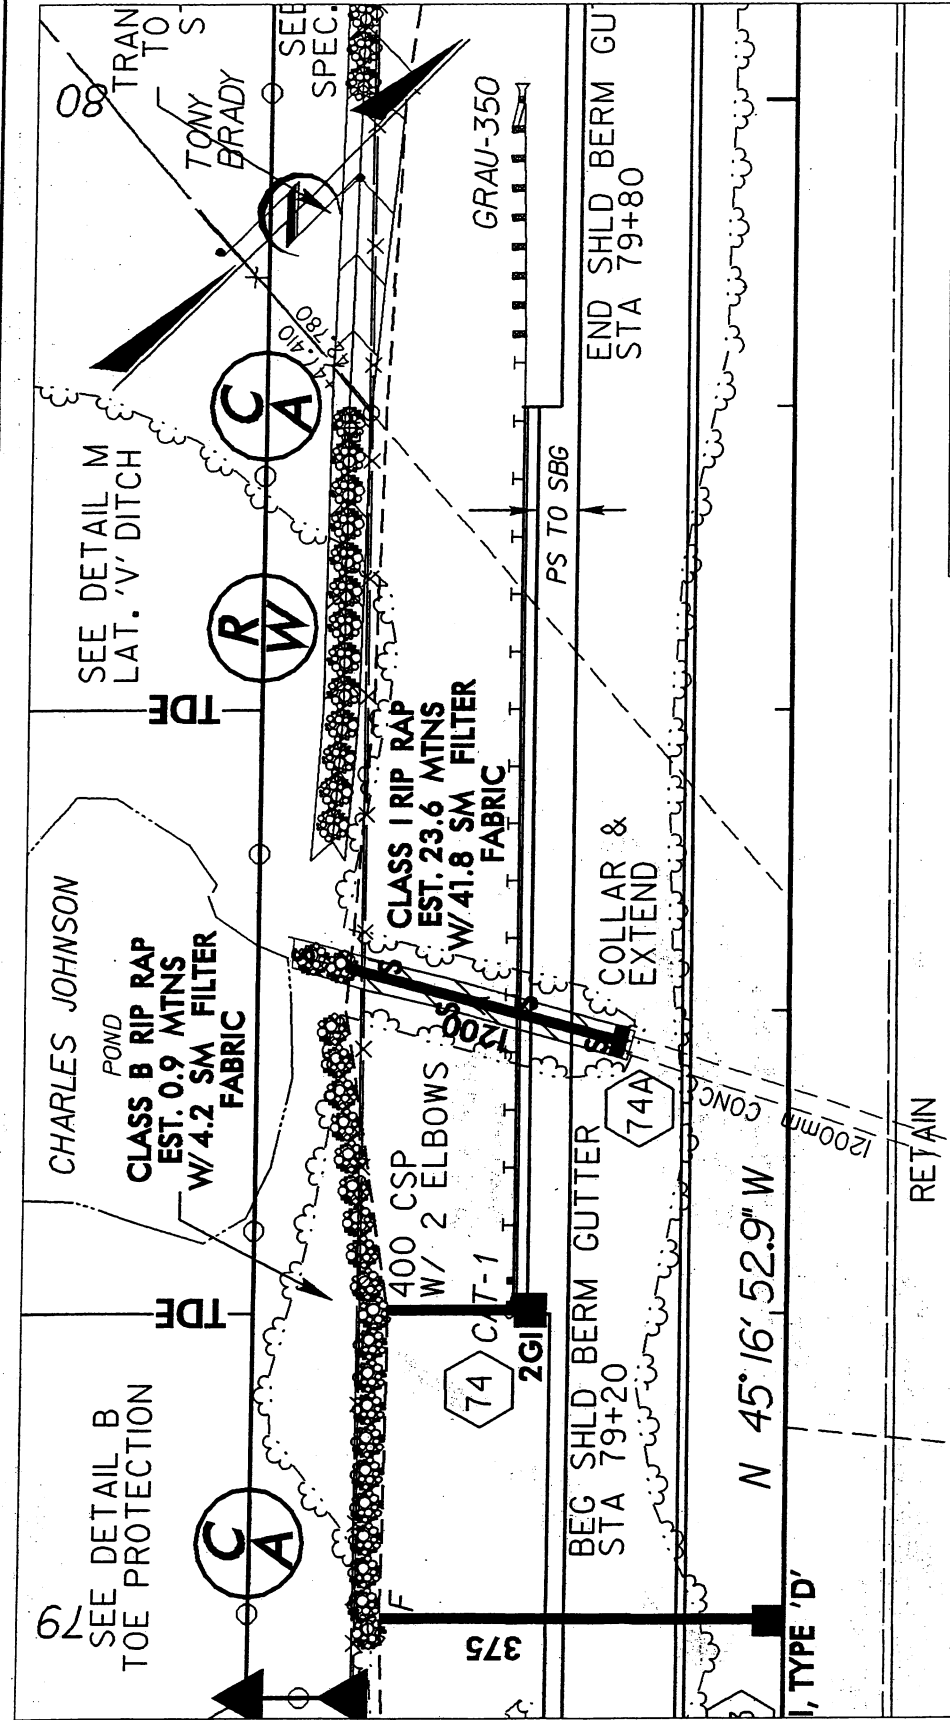 80
TRAN
TO
S
TONY
BRADY
SEE
SPEC.
GRAU-350
END SHLD BERM GU
STA 79+80
SEE DETAIL M
LAT. 'V' DITCH
C
A
R
W
TDE
PS TO SBG
CHARLES JOHNSON
POND
CLASS B RIP RAP
EST. 0.9 MTNS
W/4.2 SM FILTER
FABRIC
CLASS I RIP RAP
EST. 23.6 MTNS
W/41.8 SM FILTER
FABRIC
COLLAR &
EXTEND
1200
74A
1200mm CONC
RETAIN
TDE
400 CSP
W/ 2 ELBOWS
74
T-1
2GI
BEG SHLD BERM GUTTER
STA 79+20
N 45° 16' 52.9" W
SEE DETAIL B
TOE PROTECTION
79
C
A
F
375
I, TYPE 'D'